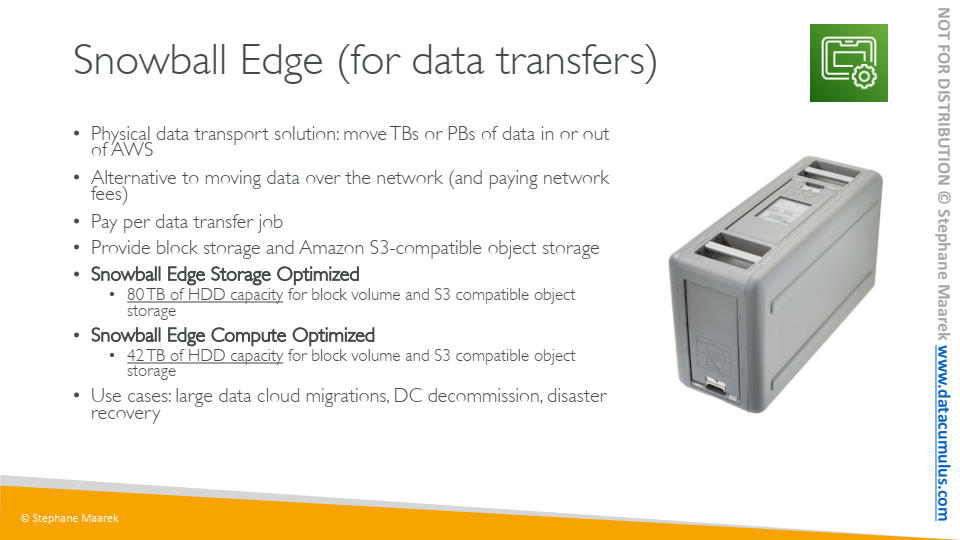 Snowball Edge (for data transfers)
• Physical data transport solution: move TBs or PBs of data in or out
of AWS
• Alternative to moving data over the network (and paying network
fees)
• Pay per data transfer job
• Provide block storage and Amazon S3-compatible object storage
• Snowball Edge Storage Optimized
• 80 TB of HDD capacity for block volume and S3 compatible object
storage
• Snowball Edge Compute Optimized
• 42 TB of HDD capacity for block volume and S3 compatible object
storage
• Use cases: large data cloud migrations, DC decommission, disaster
recovery
© Stephane Maarek
NOT FOR DISTRIBUTION © Stephane Maarek www.datacumulus.com